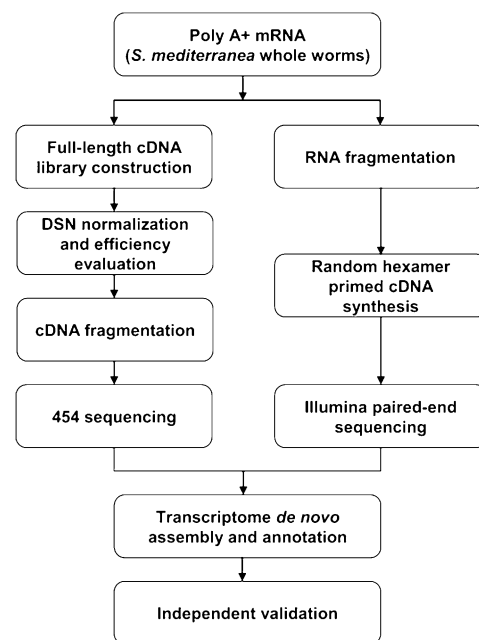 Poly A+ mRNA
(S. mediterranea whole worms)
Full-length cDNA
library construction
RNA fragmentation
DSN normalization
and efficiency
evaluation
Random hexamer
primed cDNA
synthesis
cDNA fragmentation
454 sequencing
Illumina paired-end
sequencing
Transcriptome de novo
assembly and annotation
Independent validation